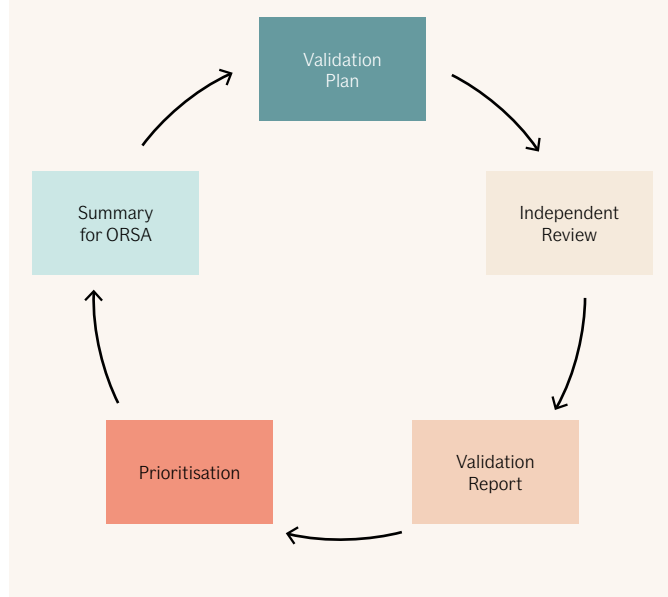 Validation
Plan
Independent
Review
Validation
Report
Prioritisation
Summary
for ORSA